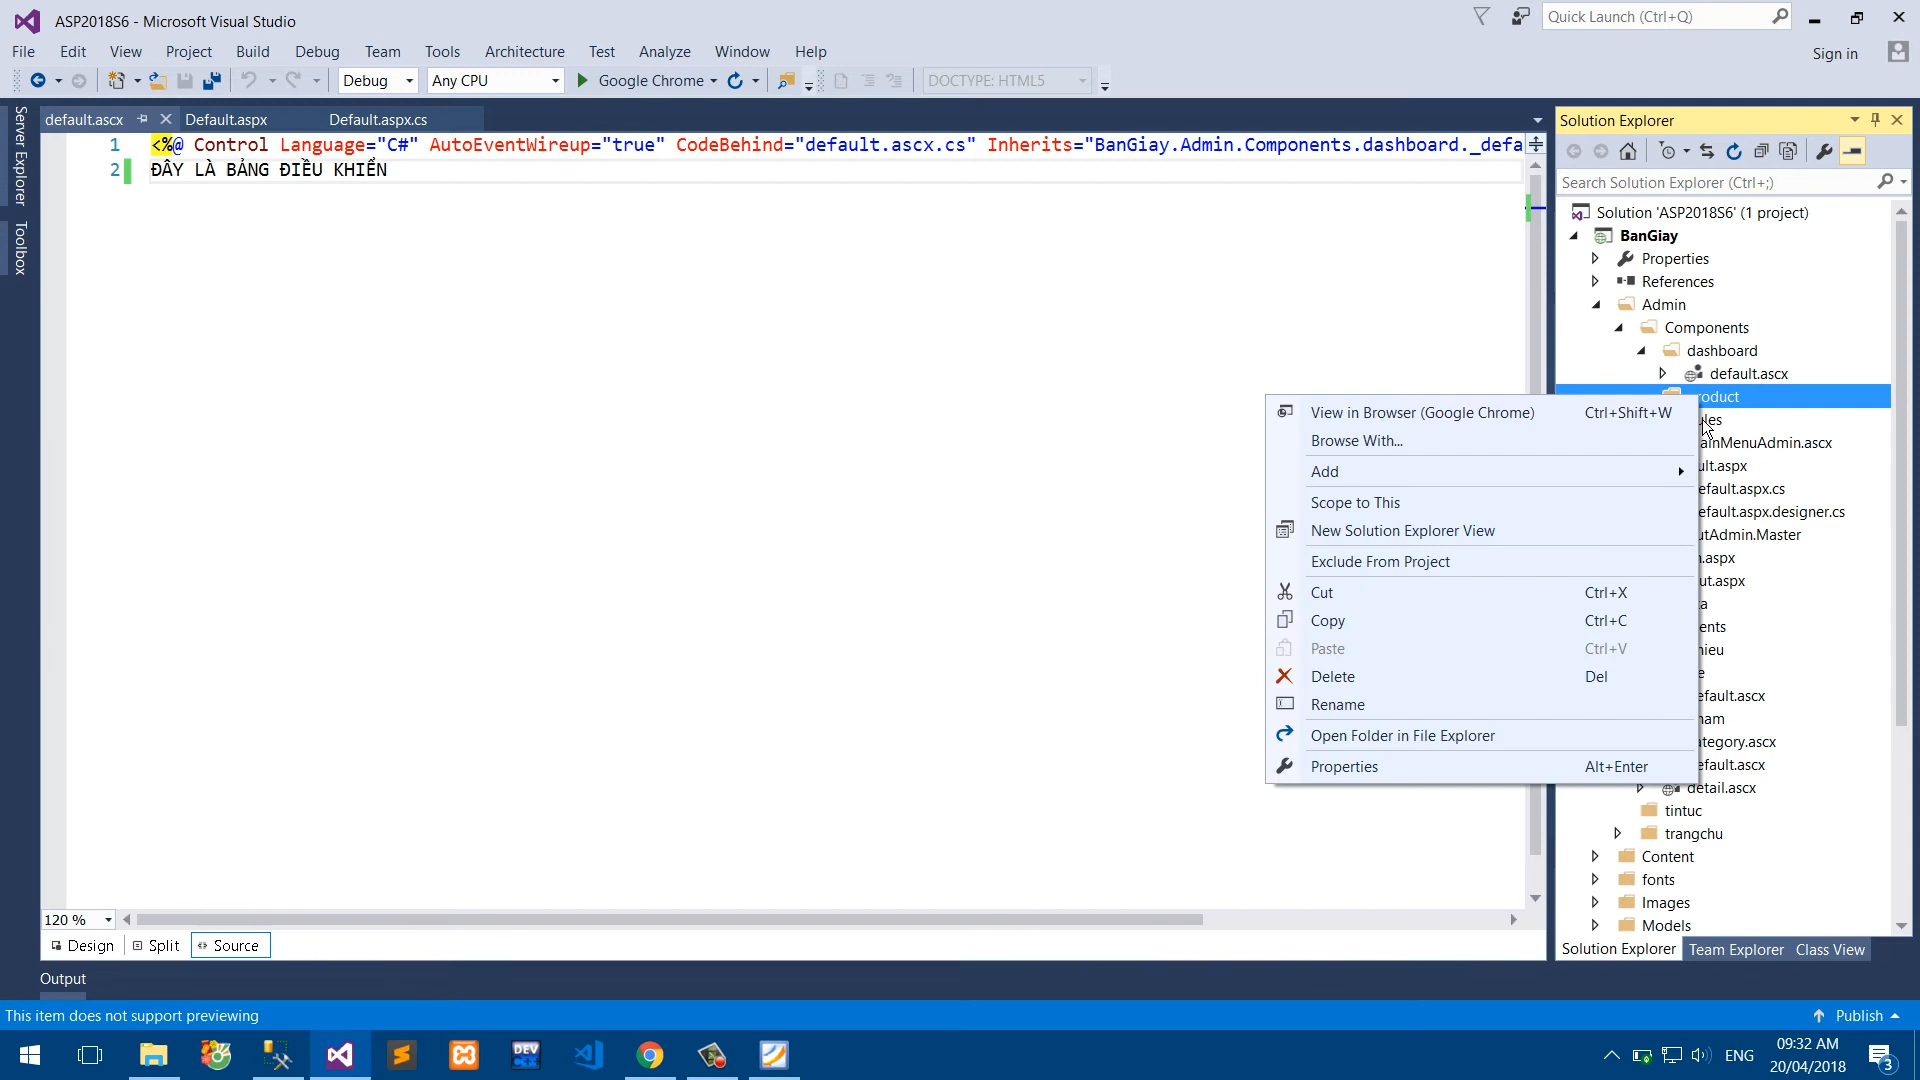 ASP2018S6 - Microsoft Visual Studio
Quick Launch (Ctrl+Q)
File Edit View Project Build Debug Team Tools Architecture Test Analyze Window Help
Sign in
Debug Any CPU Google Chrome DOCTYPE: HTML5
Server Explorer
Toolbox
default.ascx Default.aspx Default.aspx.cs
1 <%@ Control Language="C#" AutoEventWireup="true" CodeBehind="default.ascx.cs" Inherits="BanGiay.Admin.Components.dashboard._defa
2 ĐÂY LÀ BẢNG ĐIỀU KHIỂN
Solution Explorer
Search Solution Explorer (Ctrl+;)
Solution 'ASP2018S6' (1 project)
BanGiay
Properties
References
Admin
Components
dashboard
default.ascx
roduct
ules
ainMenuAdmin.ascx
ult.aspx
efault.aspx.cs
efault.aspx.designer.cs
utAdmin.Master
n.aspx
ut.aspx
ta
ents
hieu
e
efault.ascx
ham
ategory.ascx
efault.ascx
detail.ascx
tintuc
trangchu
Content
fonts
Images
Models
View in Browser (Google Chrome) Ctrl+Shift+W
Browse With...
Add
Scope to This
New Solution Explorer View
Exclude From Project
Cut Ctrl+X
Copy Ctrl+C
Paste Ctrl+V
Delete Del
Rename
Open Folder in File Explorer
Properties Alt+Enter
120 %
Design Split Source
Solution Explorer Team Explorer Class View
Output
This item does not support previewing
Publish
DEV
ENG
09:32 AM
20/04/2018
3